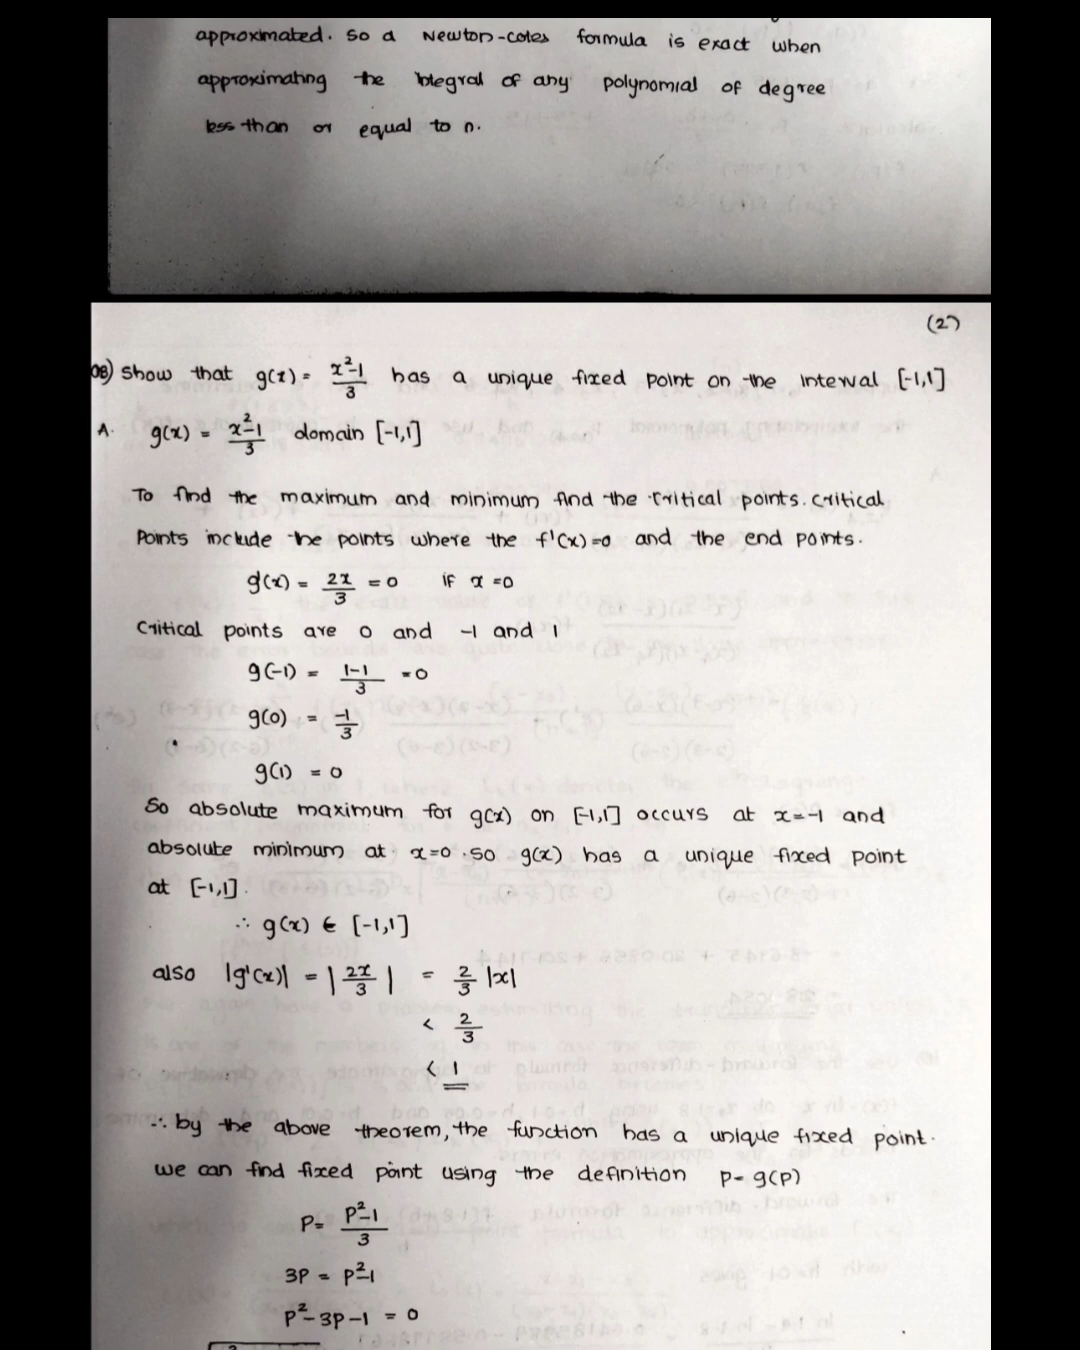 approximated. So a Newton-cotes formula is exact when
approximating the integral of any polynomial of degree
less than or equal to n.
(2)
08) Show that g(x) = x²-1/3 has a unique fixed point on the interval [-1,1]
A. g(x) = x²-1/3 domain [-1,1]
To find the maximum and minimum find the critical points. critical
Points include the points where the f'(x)=0 and the end points.
g'(x) = 2x/3 = 0 if x = 0
Critical points are 0 and -1 and 1
g(-1) = 1-1/3 = 0
g(0) = -1/3
g(1) = 0
So absolute maximum for g(x) on [-1,1] occurs at x=-1 and
absolute minimum at x=0. so g(x) has a unique fixed point
at [-1,1].
∴ g(x) ∈ [-1,1]
also |g'(x)| = |2x/3| = 2/3 |x|
< 2/3
< 1
∴ by the above theorem, the function has a unique fixed point.
we can find fixed point using the definition p = g(p)
P = P²-1/3
3P = P²-1
P²-3P-1 = 0